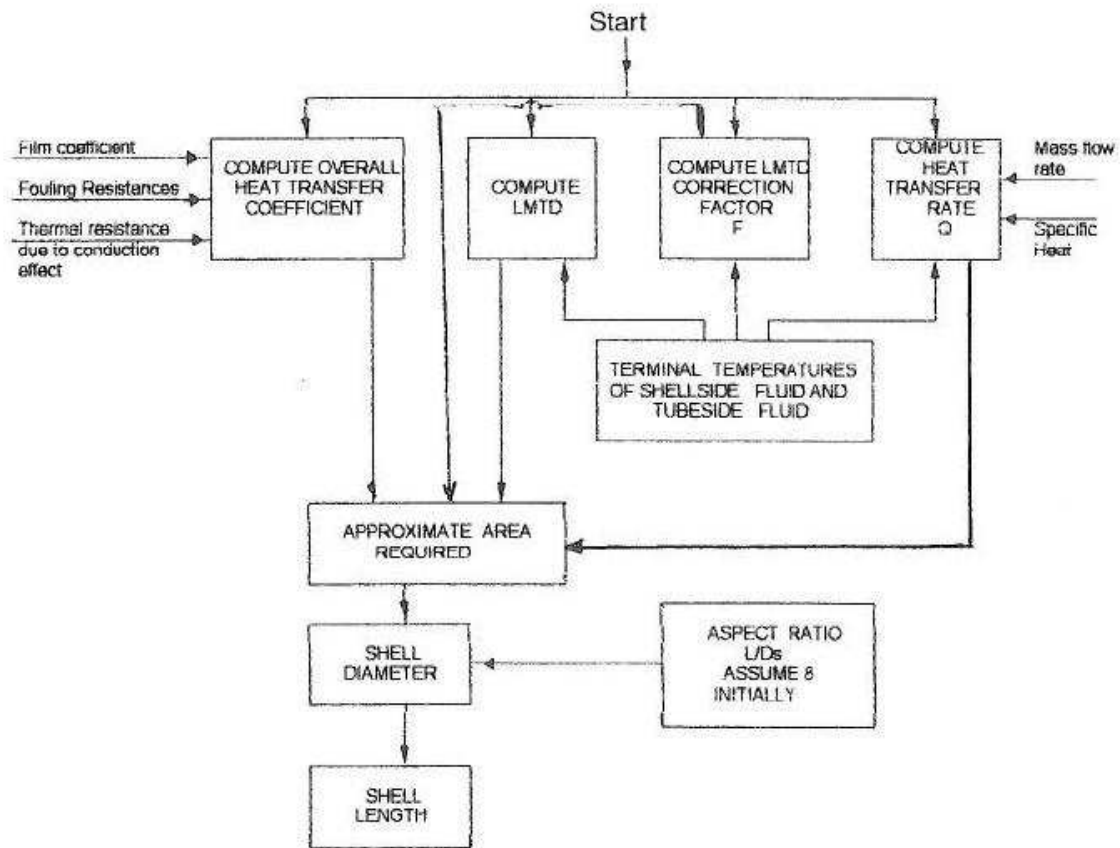 Start
Film coefficient
Fouling Resistances
Thermal resistance
due to conduction
effect
COMPUTE OVERALL
HEAT TRANSFER
COEFFICIENT
COMPUTE
LMTD
COMPUTE LMTD
CORRECTION
FACTOR
F
COMPUTE
HEAT
TRANSFER
RATE
Q
Mass flow
rate
Specific
Heat
TERMINAL TEMPERATURES
OF SHELLSIDE FLUID AND
TUBESIDE FLUID
APPROXIMATE AREA
REQUIRED
SHELL
DIAMETER
ASPECT RATIO
L/Ds
ASSUME 8
INITIALLY
SHELL
LENGTH